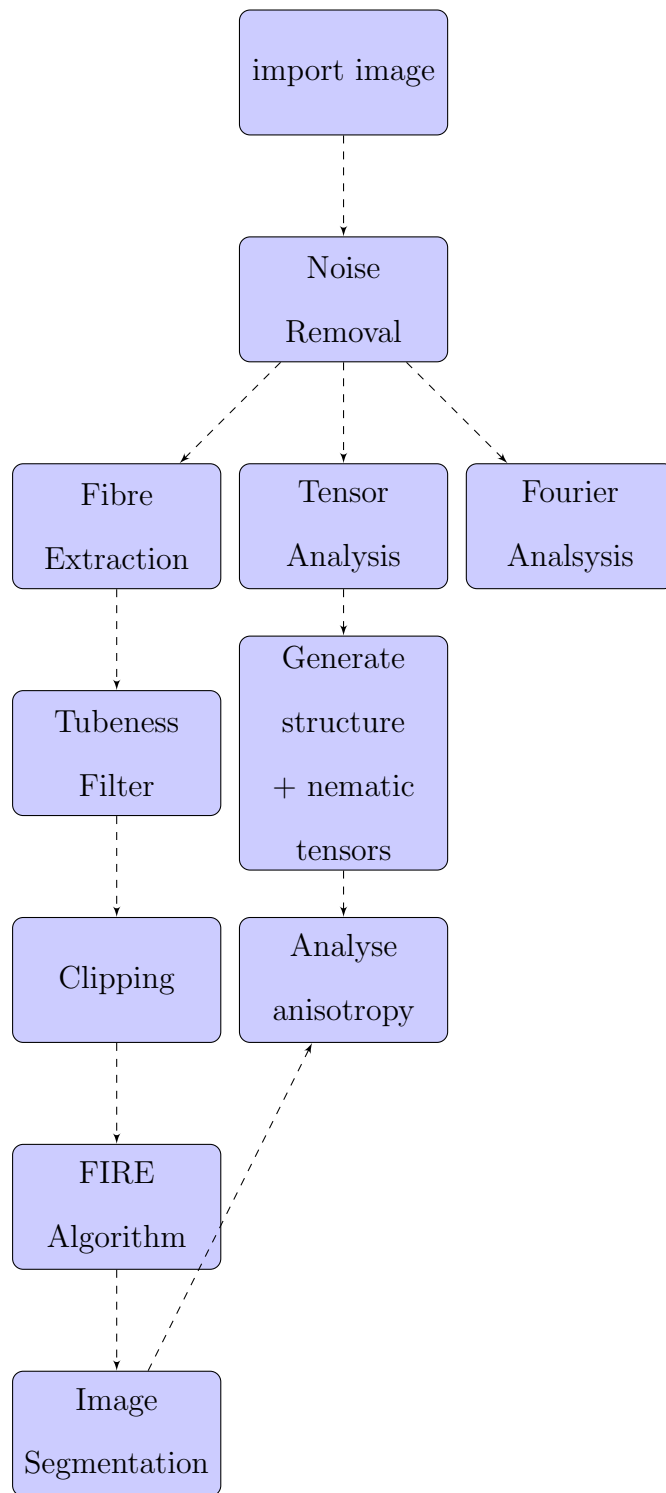 import image
Noise
Removal
Fibre
Extraction
Tensor
Analysis
Fourier
Analsysis
Tubeness
Filter
Generate
structure
+ nematic
tensors
Clipping
Analyse
anisotropy
FIRE
Algorithm
Image
Segmentation